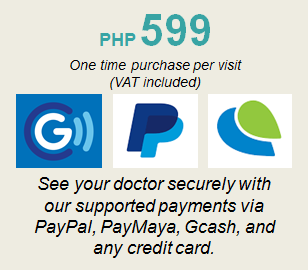 PHP 599
One time purchase per visit
(VAT included)
G
P
See your doctor securely with
our supported payments via
PayPal, PayMaya, Gcash, and
any credit card.